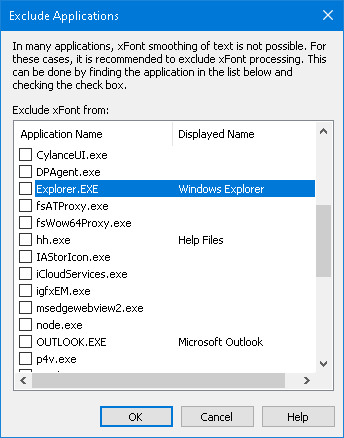 Exclude Applications
In many applications, xFont smoothing of text is not possible. For
these cases, it is recommended to exclude xFont processing. This
can be done by finding the application in the list below and
checking the check box.
Exclude xFont from:
Application Name Displayed Name
CylanceUI.exe
DPAgent.exe
Explorer.EXE Windows Explorer
fsATProxy.exe
fsWow64Proxy.exe
hh.exe Help Files
IAStorIcon.exe
iCloudServices.exe
igfxEM.exe
msedgewebview2.exe
node.exe
OUTLOOK.EXE Microsoft Outlook
p4v.exe
OK Cancel Help